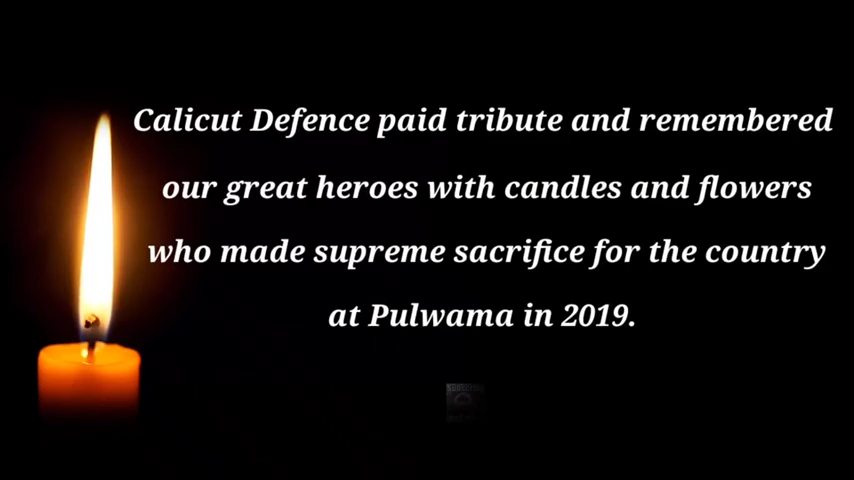 Calicut Defence paid tribute and remembered
our great heroes with candles and flowers
who made supreme sacrifice for the country
at Pulwama in 2019.